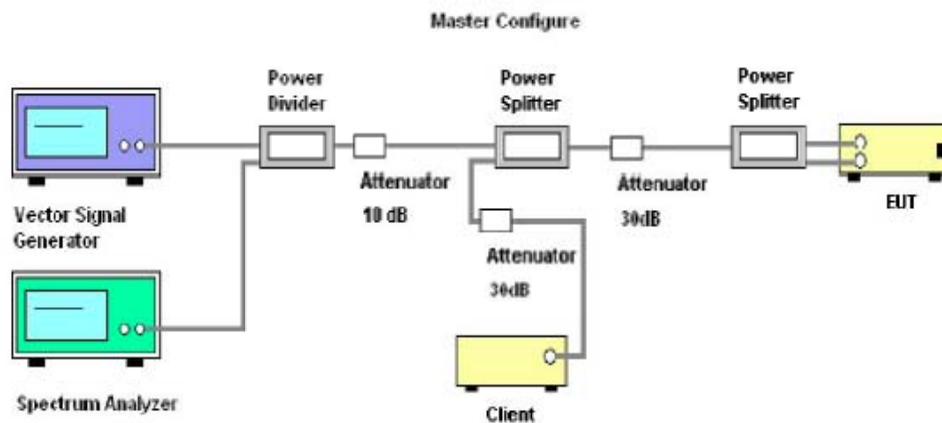 Master Configure
Power
Divider
Power
Splitter
Power
Splitter
Attenuator
10 dB
Attenuator
30dB
EUT
Vector Signal
Generator
Attenuator
30dB
Spectrum Analyzer
Client